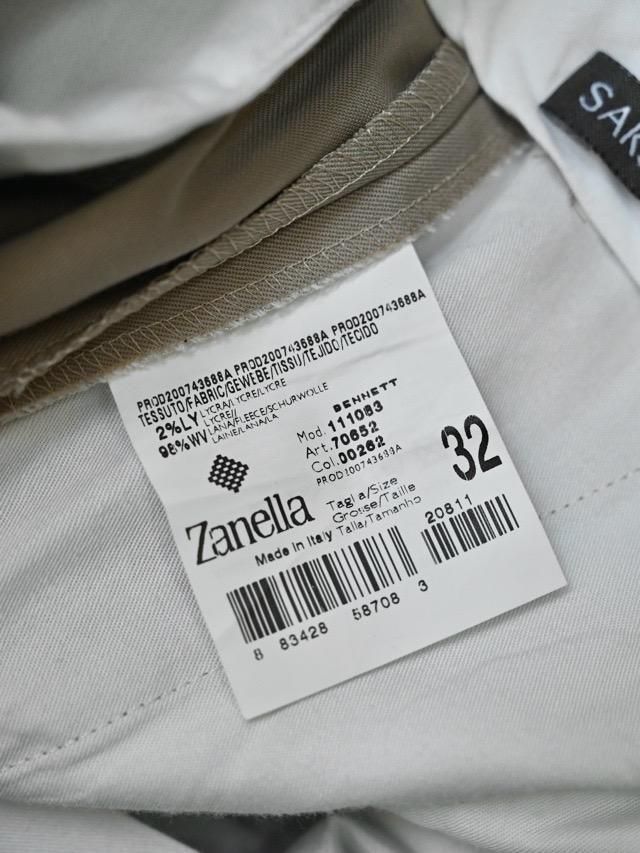 PROD200743688A PROD200743688A PROD200743688A
TESSUTO/FABRIC/GEWEBE/TISSU/TEJIDO/TECIDO
2%LY LYCRA/LYCRE/LYCRE
LYCRE//
98%WV LANA/FLEECE/SCHURWOLLE
LAINE/LANA/LA
BENNETT
Mod. 111083
Art. 70652
Col. 00262
PROD200743688A
32
Zanella
Made in Italy
Taglia/Size
Grosse/Taille
Talla/Tamanho
20811
8 83428 58708 3